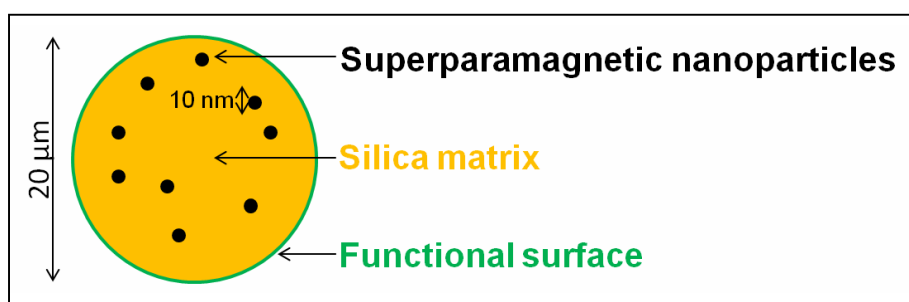 Superparamagnetic nanoparticles
10 nm
Silica matrix
20 µm
Functional surface